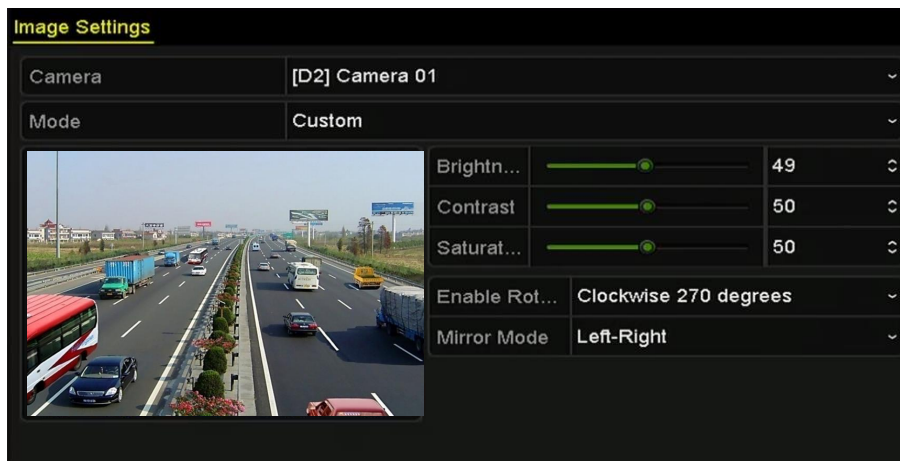 Image Settings
Camera
[D2] Camera 01
Mode
Custom
Brightn...
49
Contrast
50
Saturat...
50
Enable Rot...
Clockwise 270 degrees
Mirror Mode
Left-Right